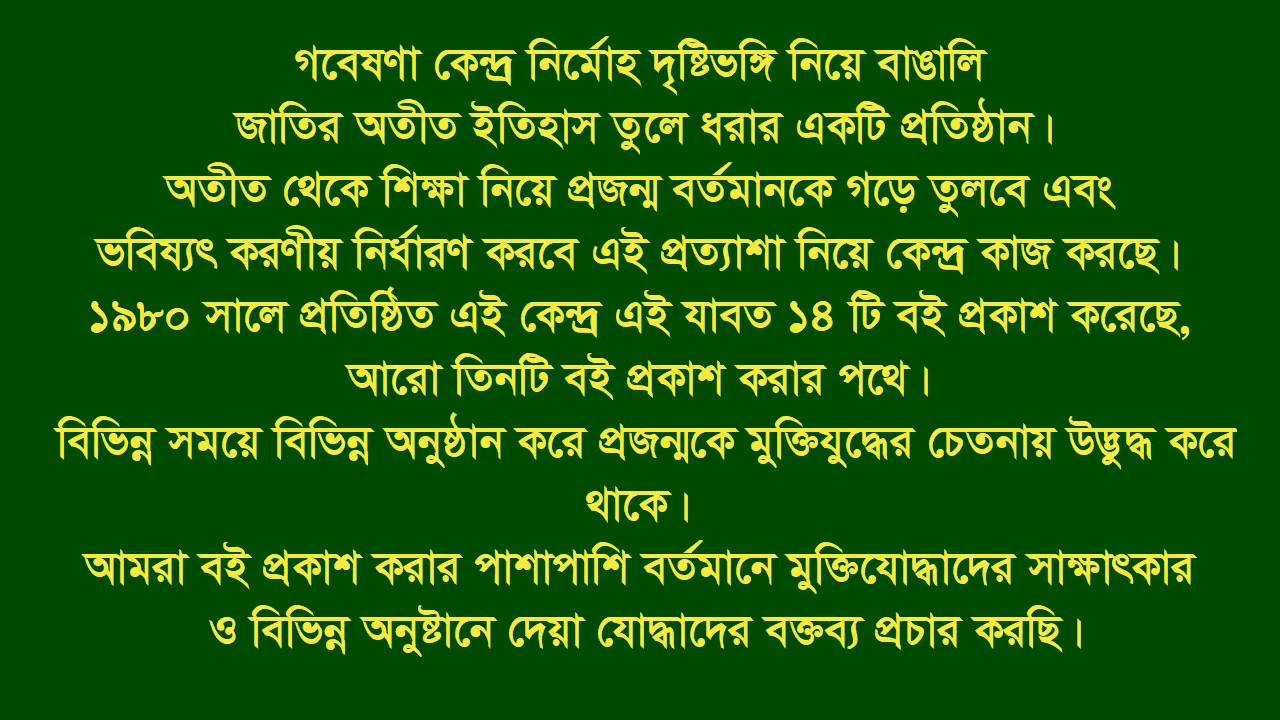 গবেষণা কেন্দ্র নির্মোহ দৃষ্টিভঙ্গি নিয়ে বাঙালি
জাতির অতীত ইতিহাস তুলে ধরার একটি প্রতিষ্ঠান।
অতীত থেকে শিক্ষা নিয়ে প্রজন্ম বর্তমানকে গড়ে তুলবে এবং
ভবিষ্যৎ করণীয় নির্ধারণ করবে এই প্রত্যাশা নিয়ে কেন্দ্র কাজ করছে।
১৯৮০ সালে প্রতিষ্ঠিত এই কেন্দ্র এই যাবত ১৪ টি বই প্রকাশ করেছে,
আরো তিনটি বই প্রকাশ করার পথে।
বিভিন্ন সময়ে বিভিন্ন অনুষ্ঠান করে প্রজন্মকে মুক্তিযুদ্ধের চেতনায় উদ্ভুদ্ধ করে
থাকে।
আমরা বই প্রকাশ করার পাশাপাশি বর্তমানে মুক্তিযোদ্ধাদের সাক্ষাৎকার
ও বিভিন্ন অনুষ্টানে দেয়া যোদ্ধাদের বক্তব্য প্রচার করছি।